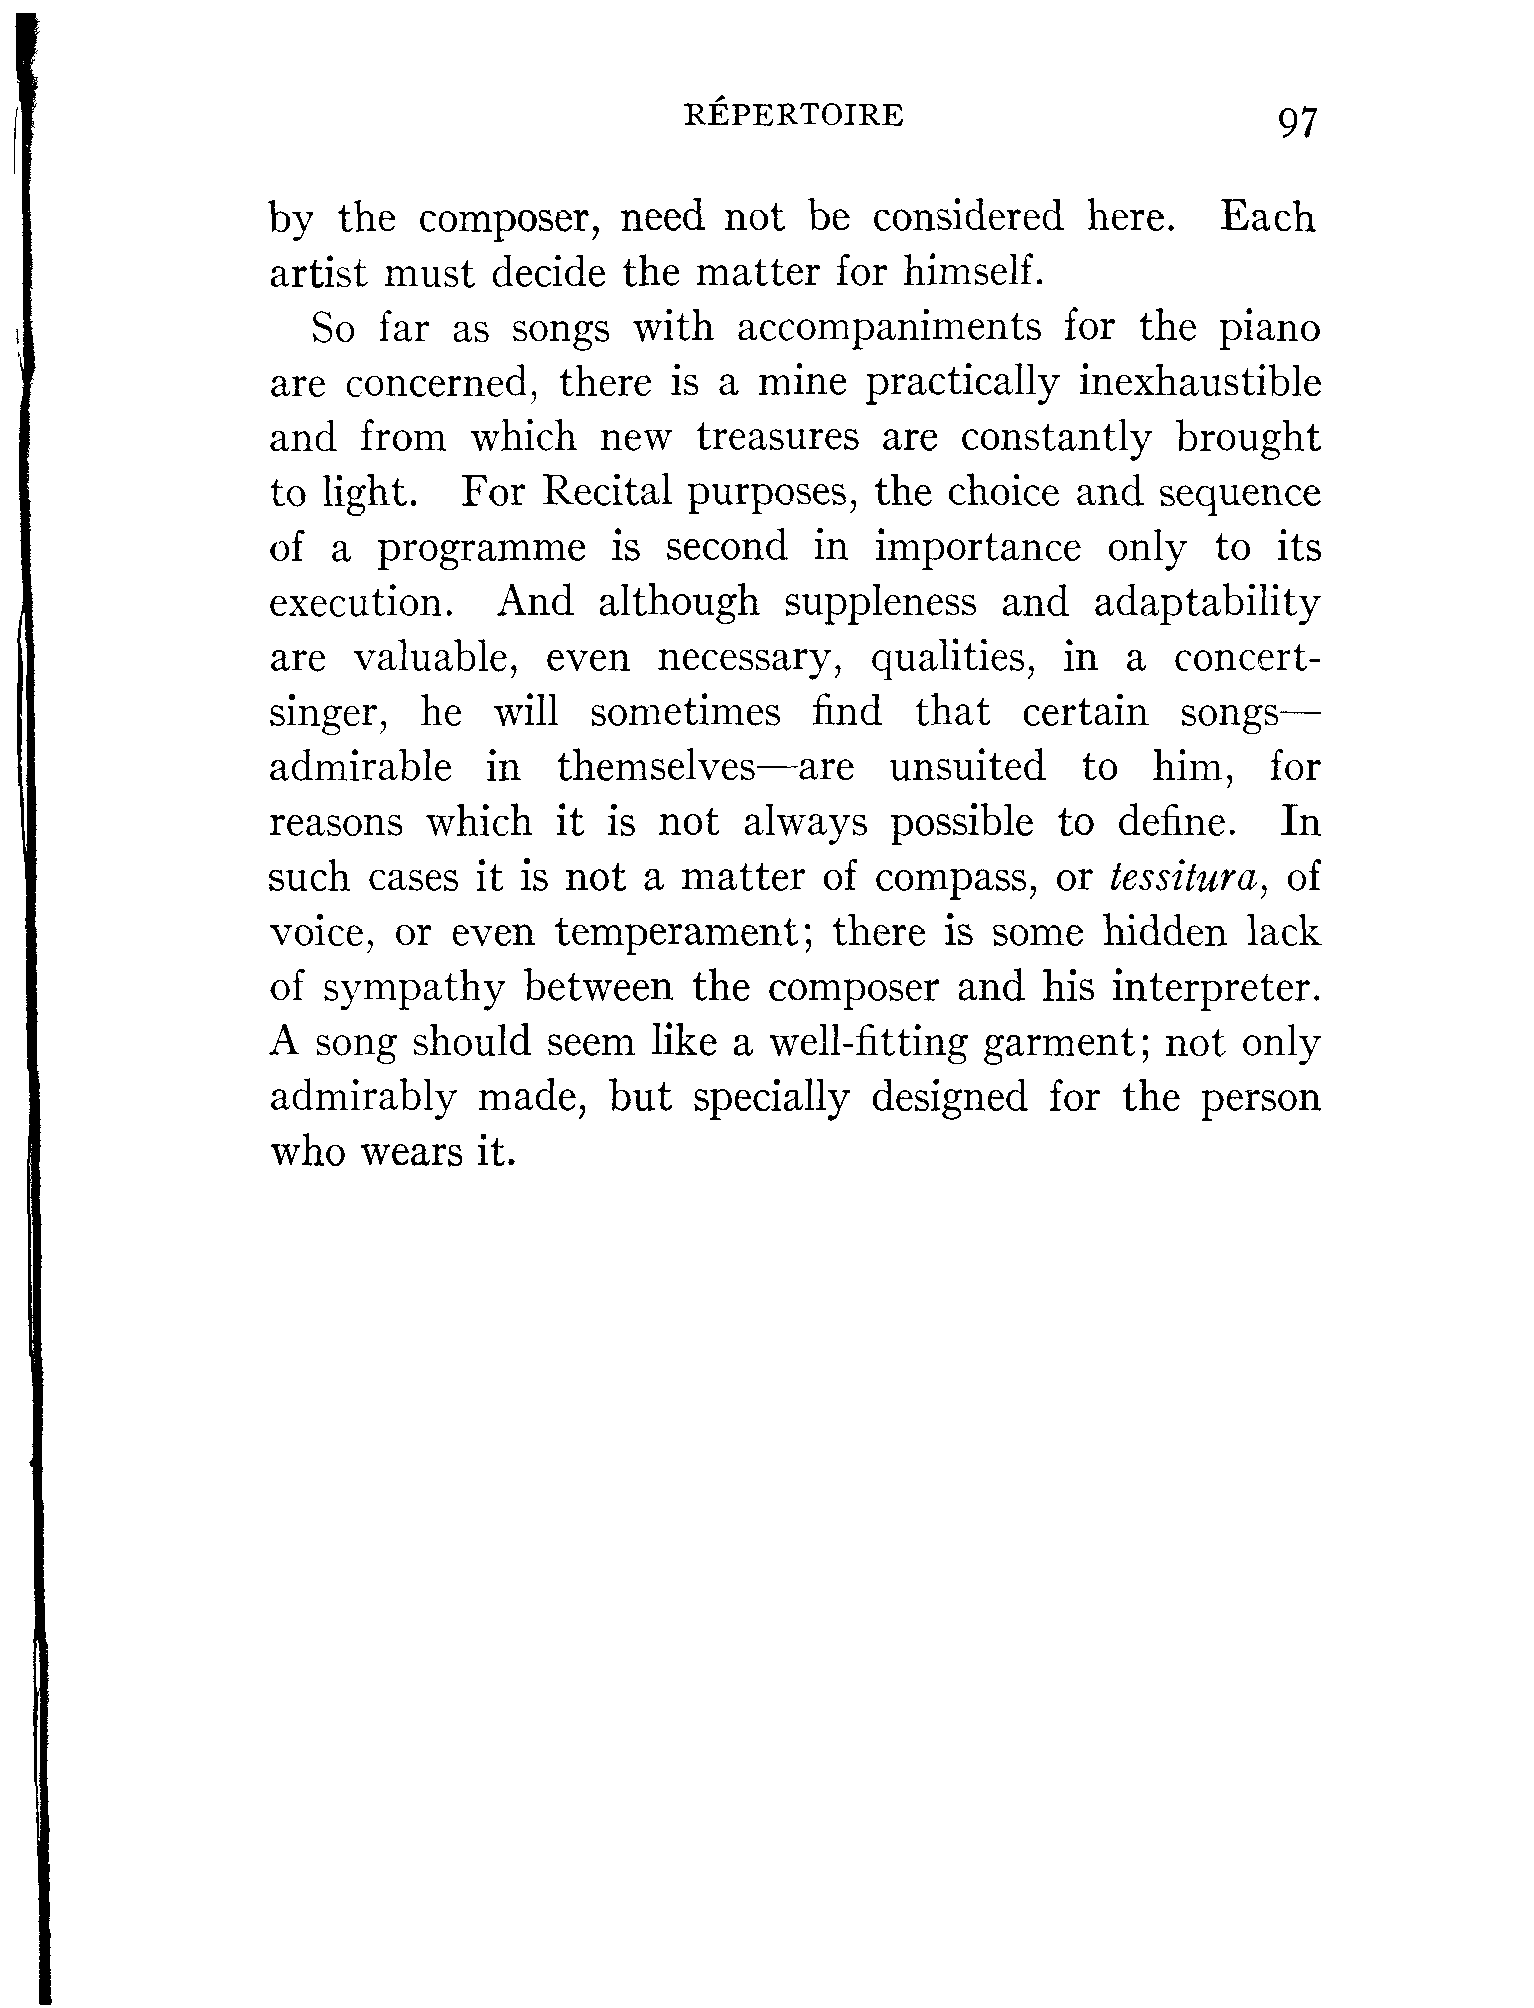 RÉPERTOIRE 97
by the composer, need not be considered here. Each
artist must decide the matter for himself.
So far as songs with accompaniments for the piano
are concerned, there is a mine practically inexhaustible
and from which new treasures are constantly brought
to light. For Recital purposes, the choice and sequence
of a programme is second in importance only to its
execution. And although suppleness and adaptability
are valuable, even necessary, qualities, in a concert-
singer, he will sometimes find that certain songs—
admirable in themselves—are unsuited to him, for
reasons which it is not always possible to define. In
such cases it is not a matter of compass, or tessitura, of
voice, or even temperament; there is some hidden lack
of sympathy between the composer and his interpreter.
A song should seem like a well-fitting garment; not only
admirably made, but specially designed for the person
who wears it.